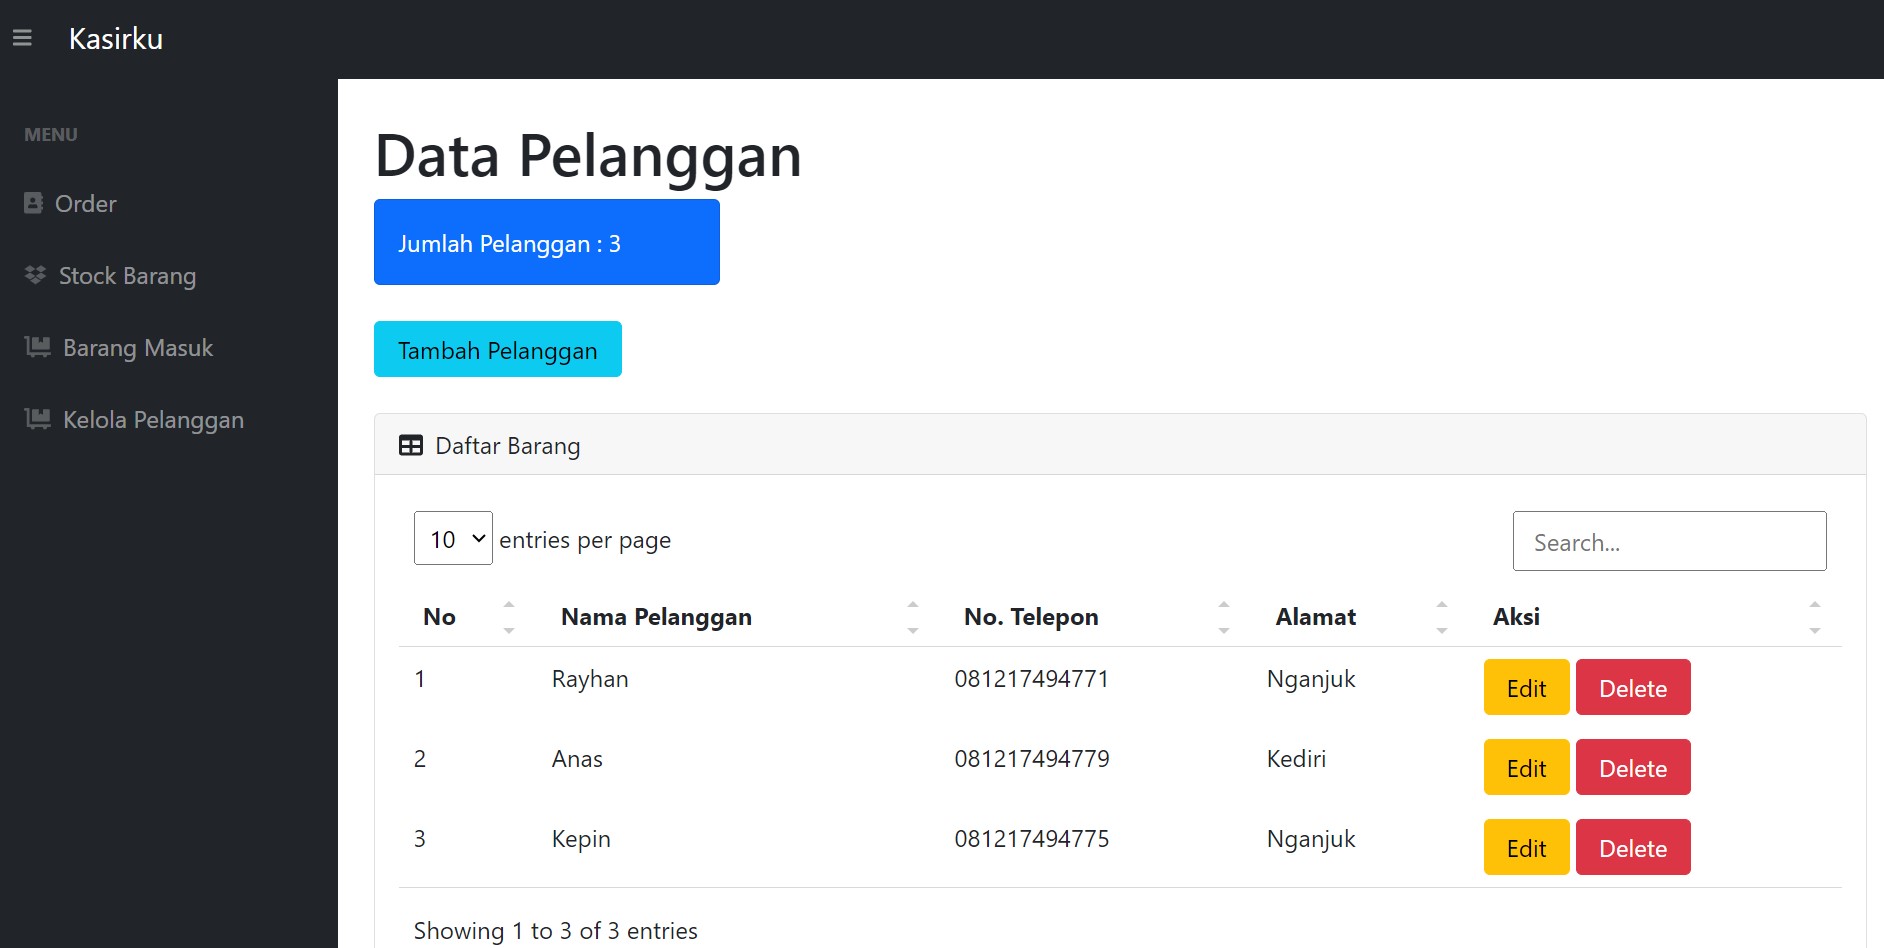 Kasirku
MENU
Order
Stock Barang
Barang Masuk
Kelola Pelanggan
Data Pelanggan
Jumlah Pelanggan : 3
Tambah Pelanggan
Daftar Barang
10 entries per page
Search...
No Nama Pelanggan No. Telepon Alamat Aksi
1 Rayhan 081217494771 Nganjuk Edit Delete
2 Anas 081217494779 Kediri Edit Delete
3 Kepin 081217494775 Nganjuk Edit Delete
Showing 1 to 3 of 3 entries